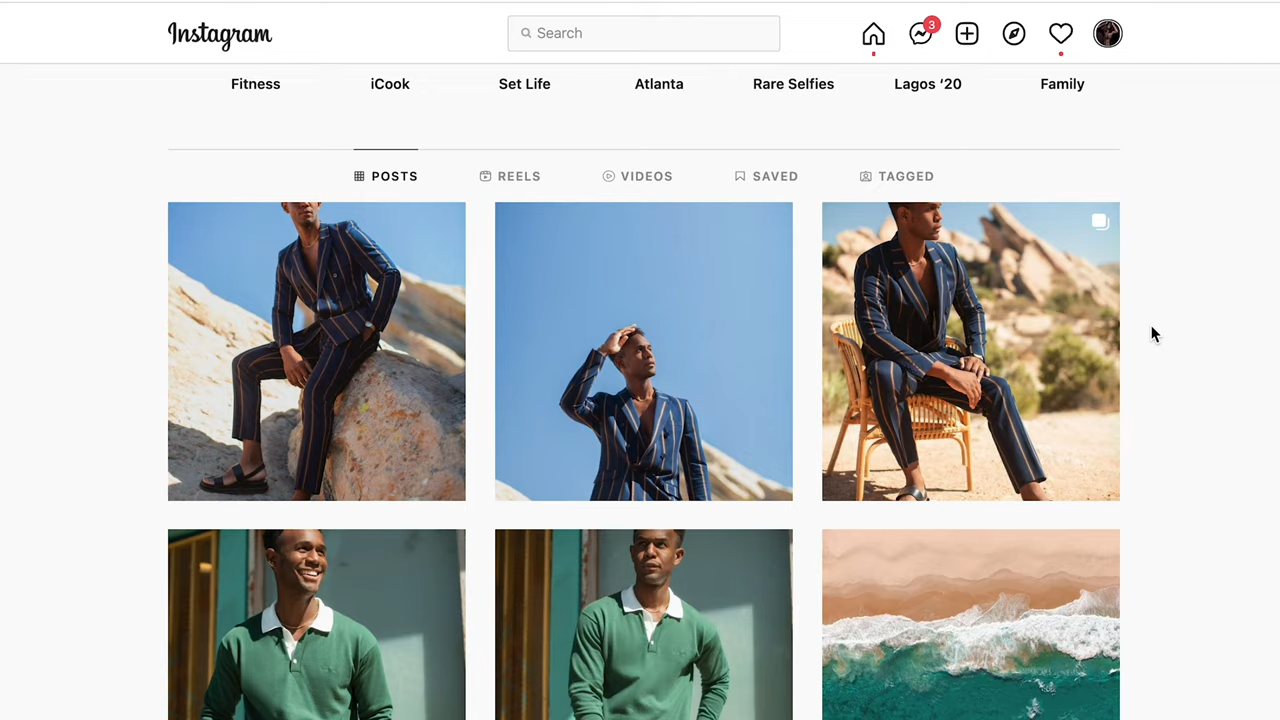 Instagram
Search
3
Fitness
iCook
Set Life
Atlanta
Rare Selfies
Lagos ‘20
Family
POSTS
REELS
VIDEOS
SAVED
TAGGED